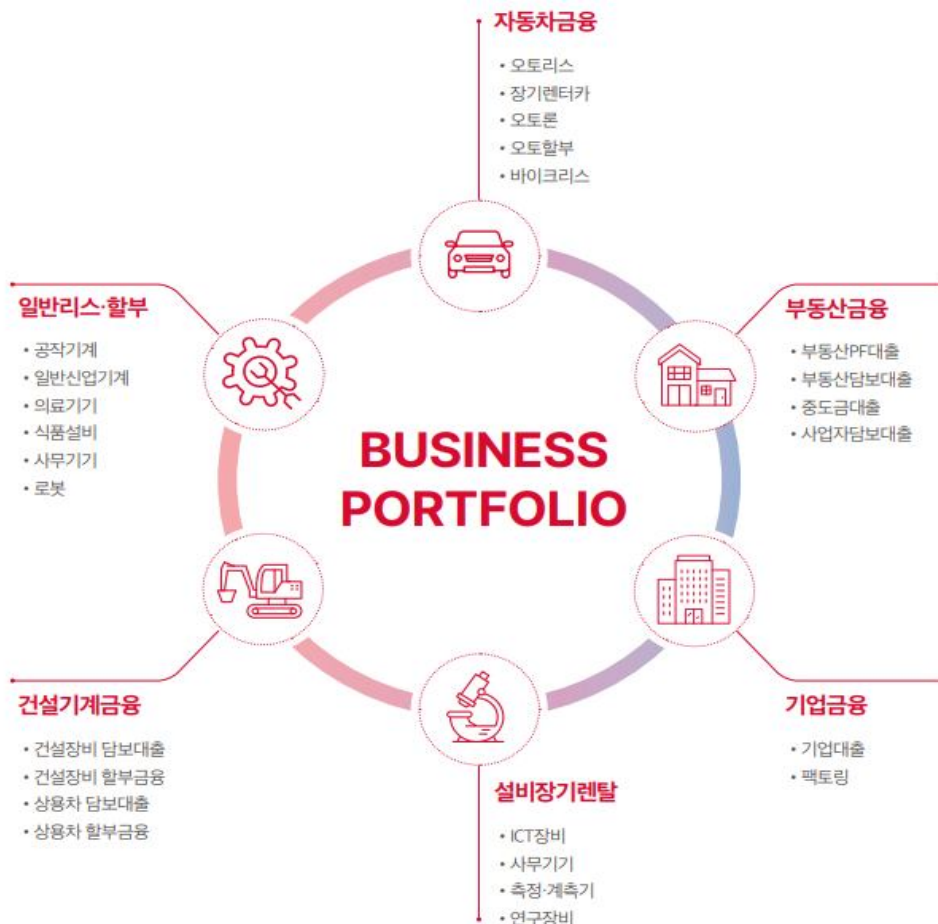 자동차금융
• 오토리스
• 장기렌터카
• 오토론
• 오토할부
• 바이크리스
일반리스·할부
• 공작기계
• 일반산업기계
• 의료기기
• 식품설비
• 사무기기
• 로봇
부동산금융
• 부동산PF대출
• 부동산담보대출
• 중도금대출
• 사업자담보대출
BUSINESS
PORTFOLIO
건설기계금융
• 건설장비 담보대출
• 건설장비 할부금융
• 상용차 담보대출
• 상용차 할부금융
설비장기렌탈
• ICT장비
• 사무기기
• 측정·계측기
• 연구장비
기업금융
• 기업대출
• 팩토링